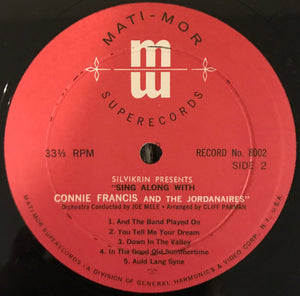 MATI-MOR
SUPERECORDS
33⅓ RPM
RECORD No. 8002
SIDE 2
SILVIKRIN PRESENTS
"SING ALONG WITH
CONNIE FRANCIS AND THE JORDANAIRES"
Orchestra Conducted by JOE MELE • Arranged by CLIFF PARMAN
1. And The Band Played On
2. You Tell Me Your Dream
3. Down In The Valley
4. In The Good Old Summertime
5. Auld Lang Syne
MATI-MOR SUPERECORDS • A DIVISION OF GENERAL HARMONICS & VIDEO CORP. N.Y., U.S.A.